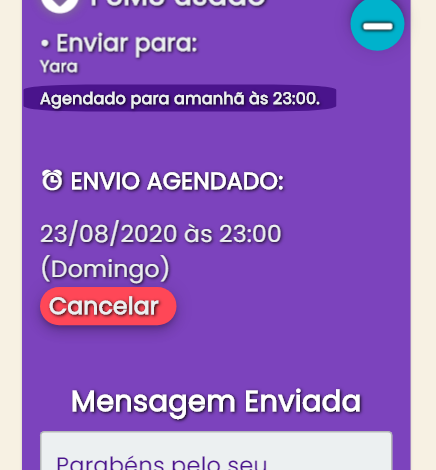 • Enviar para:
Yara
Agendado para amanhã às 23:00.
ENVIO AGENDADO:
23/08/2020 às 23:00
(Domingo)
Cancelar
Mensagem Enviada
Parabéns pelo seu